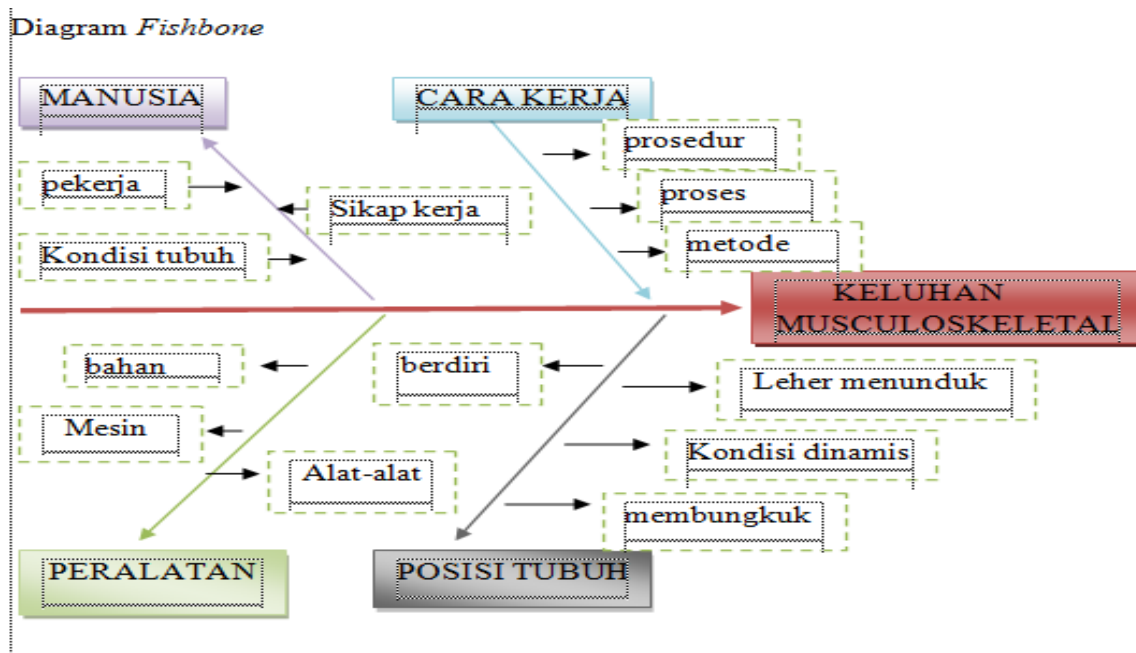 Diagram Fishbone
MANUSIA
CARA KERJA
prosedur
pekerja
proses
Sikap kerja
metode
Kondisi tubuh
KELUHAN
MUSCULOSKELETAL
bahan
berdiri
Leher menunduk
Mesin
Kondisi dinamis
Alat-alat
membungkuk
PERALATAN
POSISI TUBUH